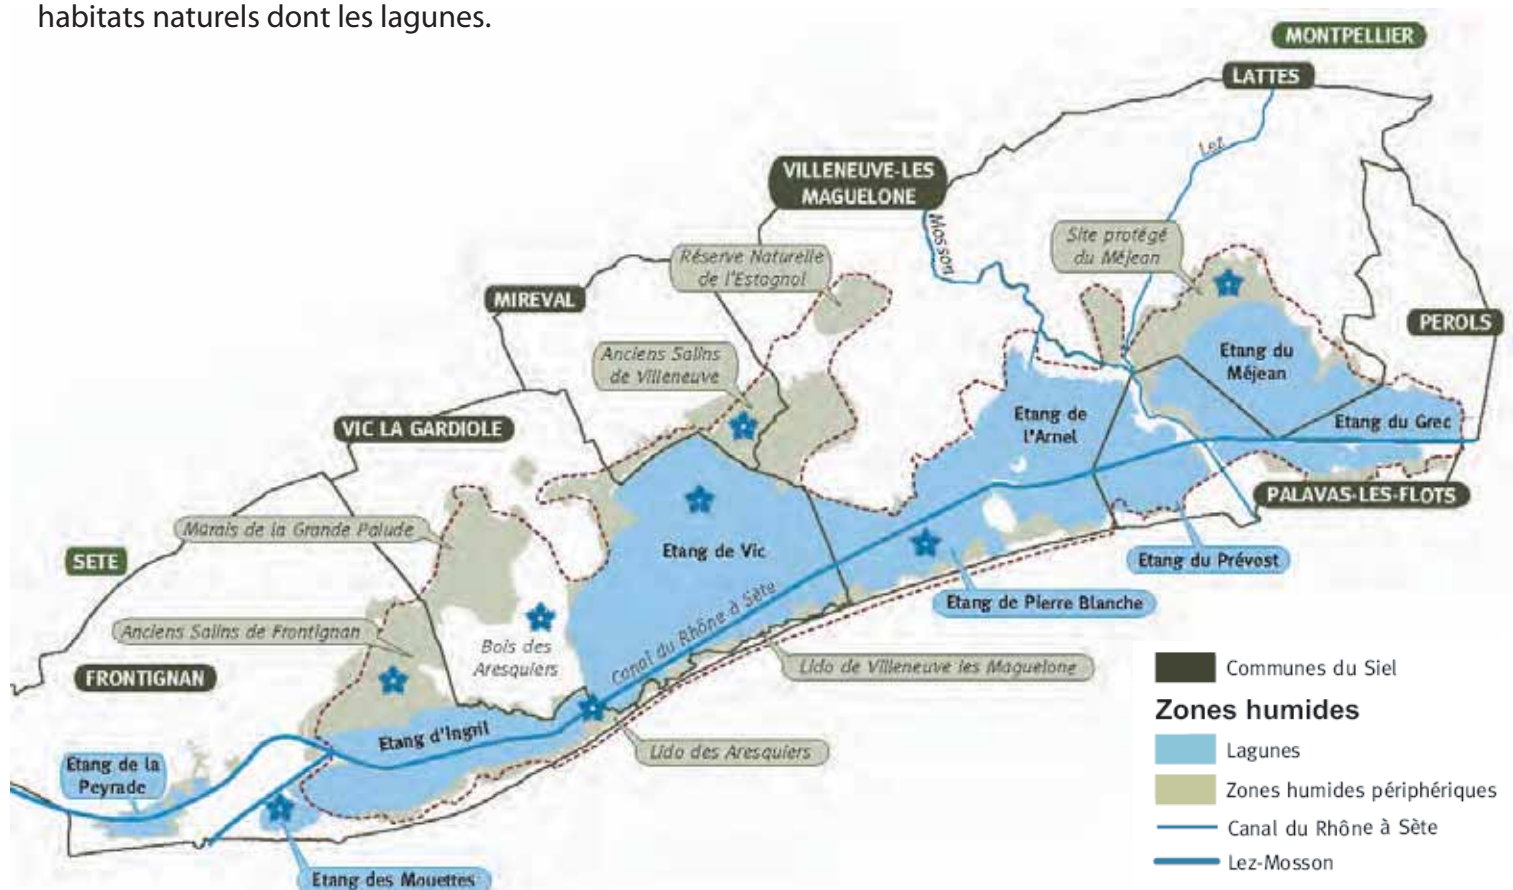 habitats naturels dont les lagunes.
MONTPELLIER
LATTES
Lez
VILLENEUVE-LES
MAGUELONE
Mosson
Site protégé
du Méjean
Réserve Naturelle
de l'Estagnol
MIREVAL
PEROLS
Anciens Salins
de Villeneuve
Etang du
Méjean
Etang de
l'Arnel
Etang du Grec
VIC LA GARDIOLE
PALAVAS-LES-FLOTS
Marais de la Grande Palude
Etang de Vic
SETE
Etang du Prévost
Etang de Pierre Blanche
Canal du Rhône à Sète
Anciens Salins de Frontignan
Bois des
Aresquiers
Lido de Villeneuve les Maguelone
FRONTIGNAN
Etang d'Ingril
Lido des Aresquiers
Etang de la
Peyrade
Etang des Mouettes
Communes du Siel
Zones humides
Lagunes
Zones humides périphériques
Canal du Rhône à Sète
Lez-Mosson